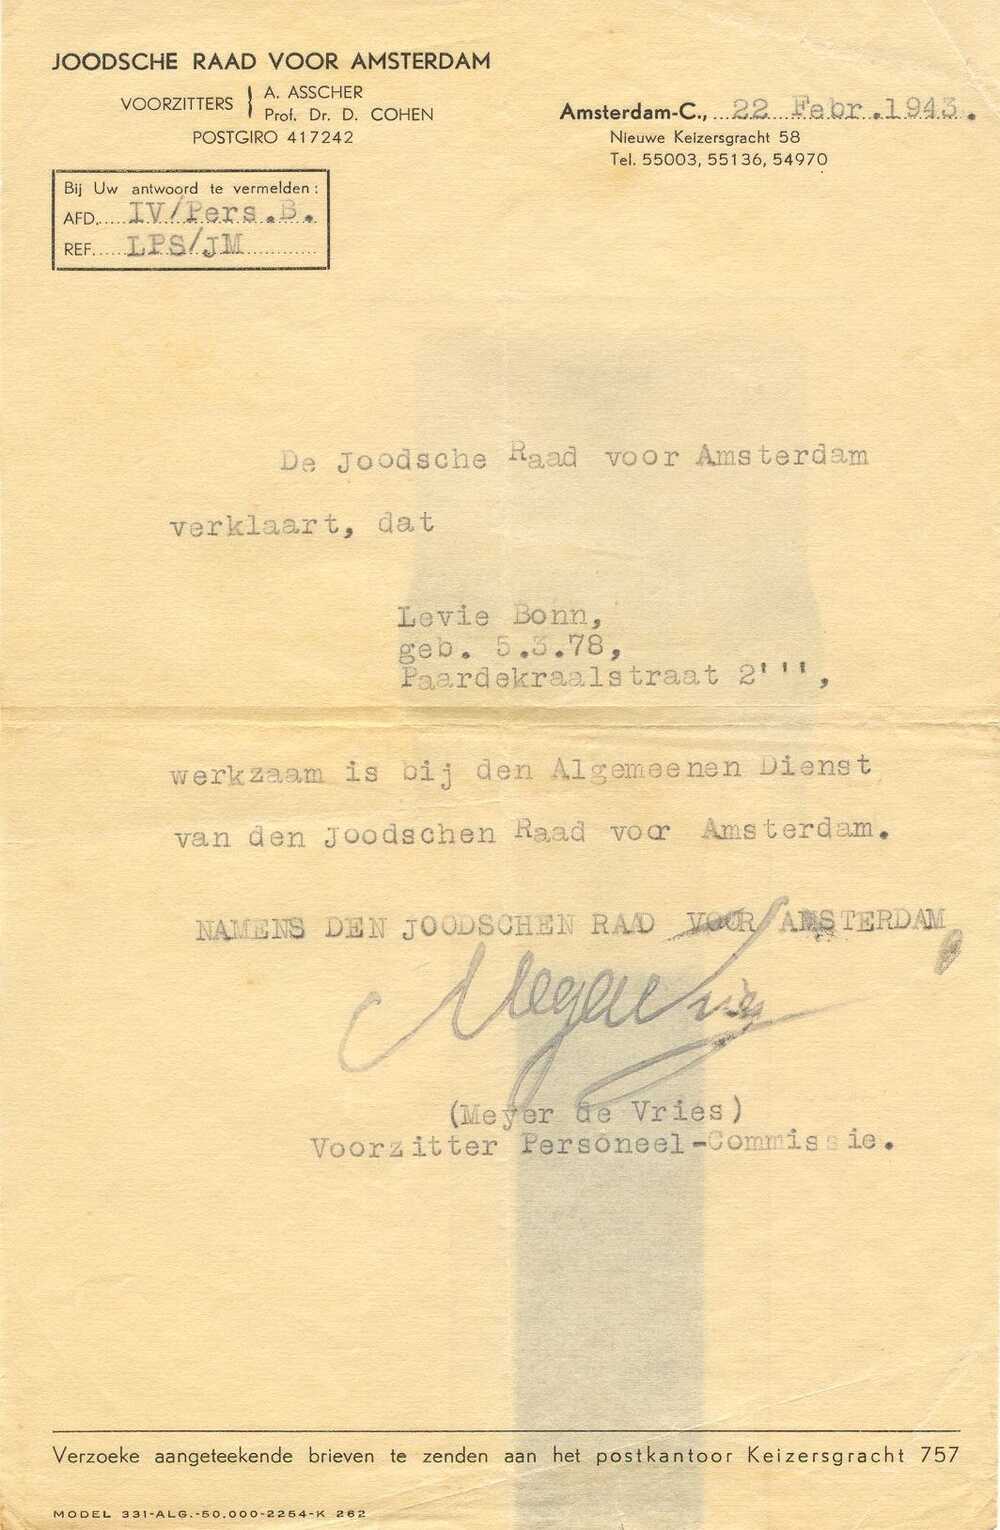 JOODSCHE RAAD VOOR AMSTERDAM
VOORZITTERS } A. ASSCHER
Prof. Dr. D. COHEN
POSTGIRO 417242
Amsterdam-C., 22 Febr. 1943.
Nieuwe Keizersgracht 58
Tel. 55003, 55136, 54970
Bij Uw antwoord te vermelden:
AFD. IV/Pers.B.
REF. LPS/JM
De Joodsche Raad voor Amsterdam
verklaart, dat
Levie Bonn,
geb. 5.3.78,
Paardekraalstraat 2''',
werkzaam is bij den Algemeenen Dienst
van den Joodschen Raad voor Amsterdam.
NAMENS DEN JOODSCHEN RAAD VOOR AMSTERDAM
(Meyer de Vries)
Voorzitter Personeel-Commissie.
Verzoeke aangeteekende brieven te zenden aan het postkantoor Keizersgracht 757
MODEL 331-ALG.-50.000-2254-K 262